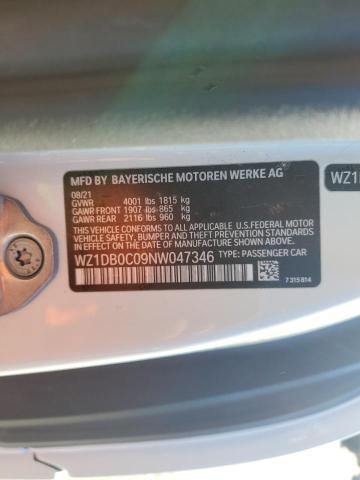 MFD BY BAYERISCHE MOTOREN WERKE AG
08/21
GVWR 4001 lbs 1815 kg
GAWR FRONT 1907 lbs 865 kg
GAWR REAR 2116 lbs 960 kg
THIS VEHICLE CONFORMS TO ALL APPLICABLE
U.S.FEDERAL MOTOR VEHICLE SAFETY,
BUMPER, AND THEFT PREVENTION STANDARDS
IN EFFECT ON THE DATE OF MANUFACTURE
SHOWN ABOVE.
WZ1DB0C09NW047346 TYPE: PASSENGER CAR
7315814
WZ1